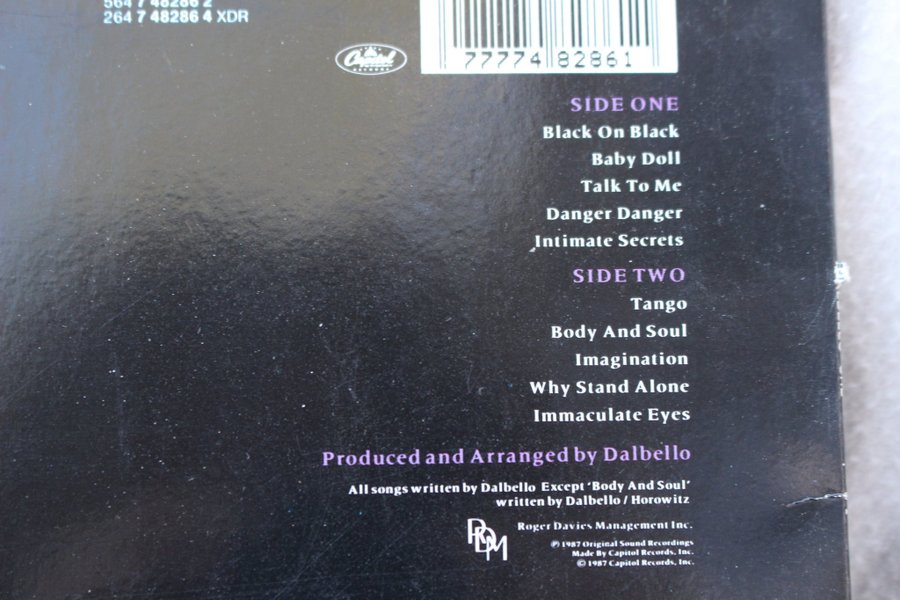 564 7 48286 2
264 7 48286 4 XDR
Capitol
RECORDS
77774 82861
SIDE ONE
Black On Black
Baby Doll
Talk To Me
Danger Danger
Intimate Secrets
SIDE TWO
Tango
Body And Soul
Imagination
Why Stand Alone
Immaculate Eyes
Produced and Arranged by Dalbello
All songs written by Dalbello Except 'Body And Soul'
written by Dalbello / Horowitz
RDM
Roger Davies Management Inc.
℗ 1987 Original Sound Recordings
Made By Capitol Records, Inc.
© 1987 Capitol Records, Inc.